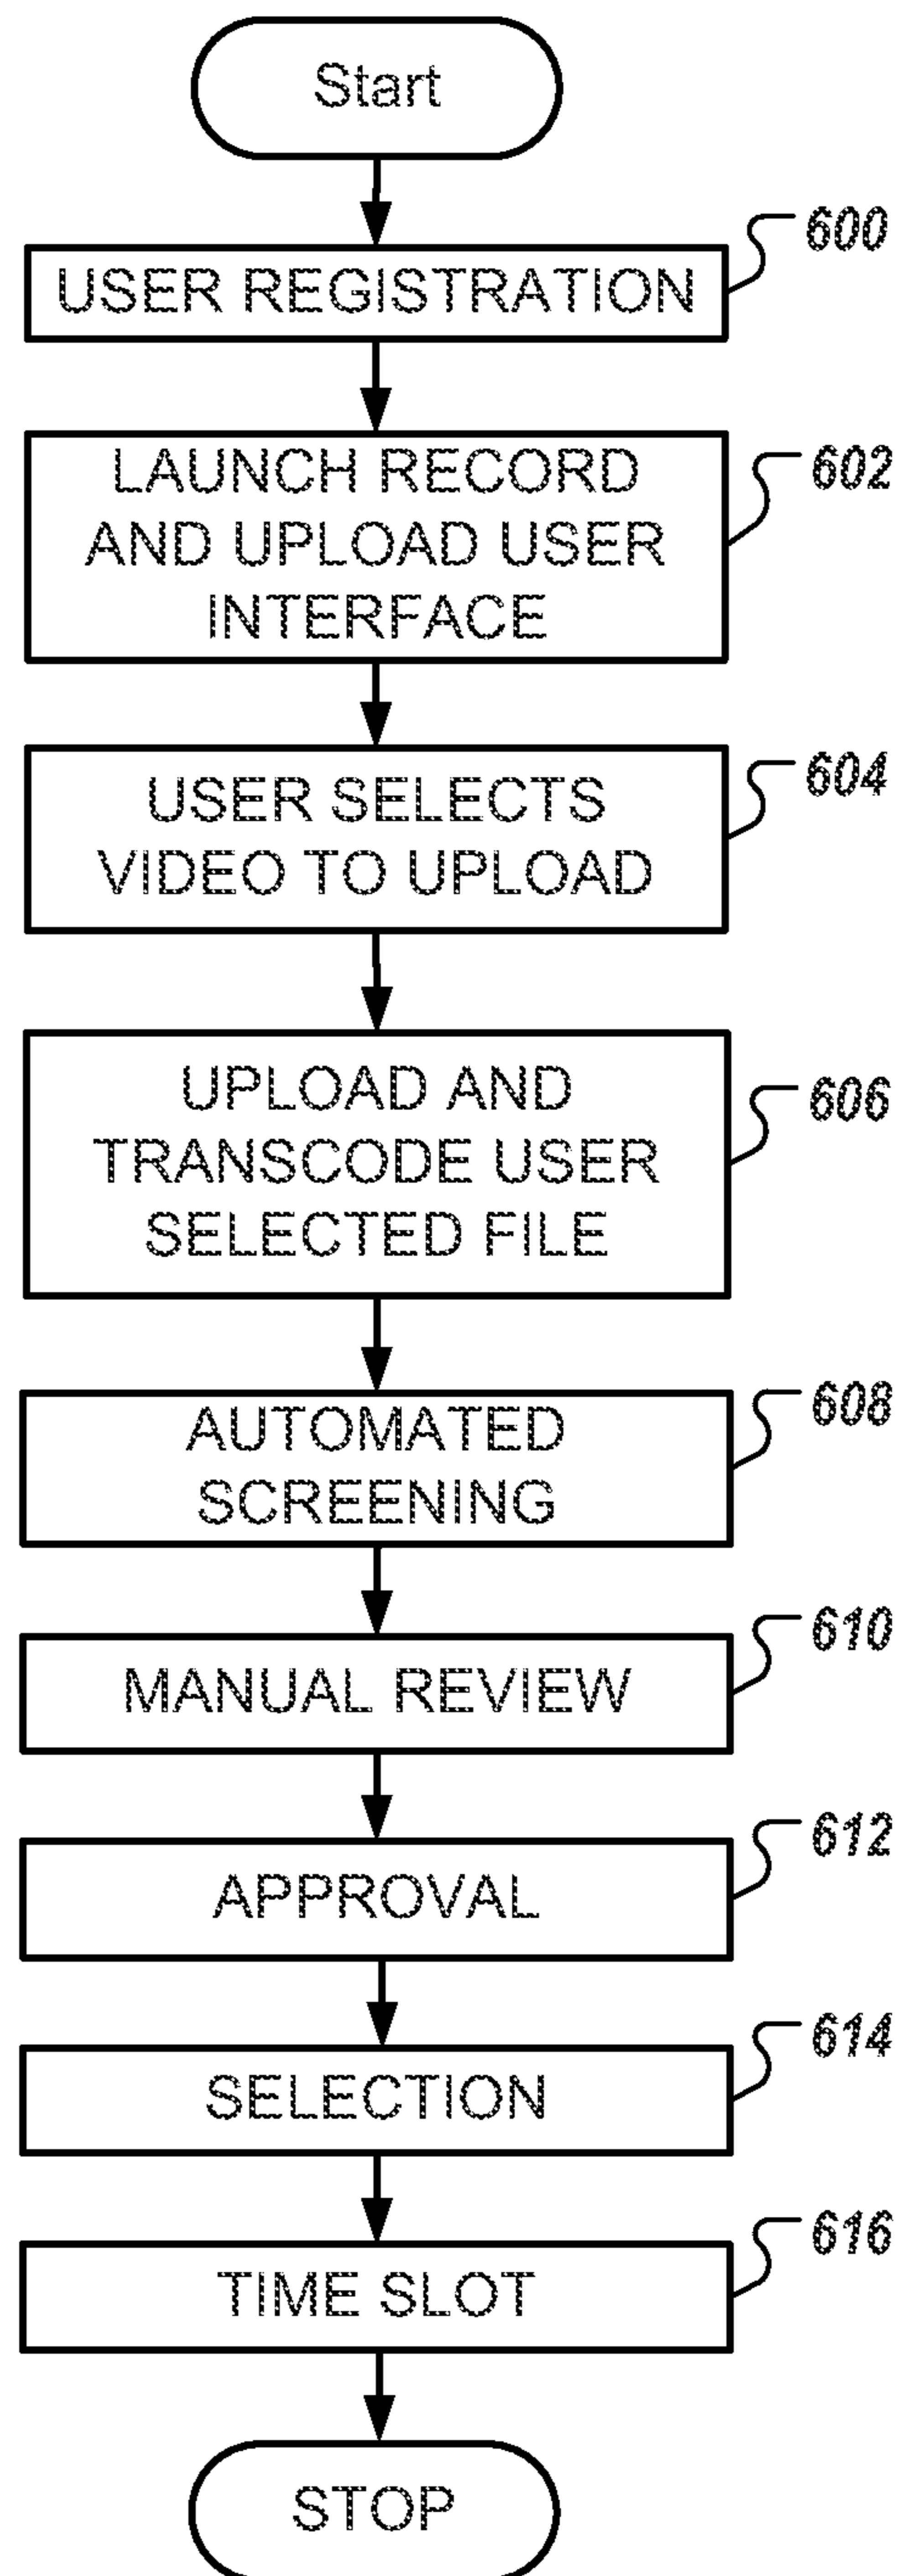 Start
600
USER REGISTRATION
602
LAUNCH RECORD
AND UPLOAD USER
INTERFACE
604
USER SELECTS
VIDEO TO UPLOAD
606
UPLOAD AND
TRANSCODE USER
SELECTED FILE
608
AUTOMATED
SCREENING
610
MANUAL REVIEW
612
APPROVAL
614
SELECTION
616
TIME SLOT
STOP